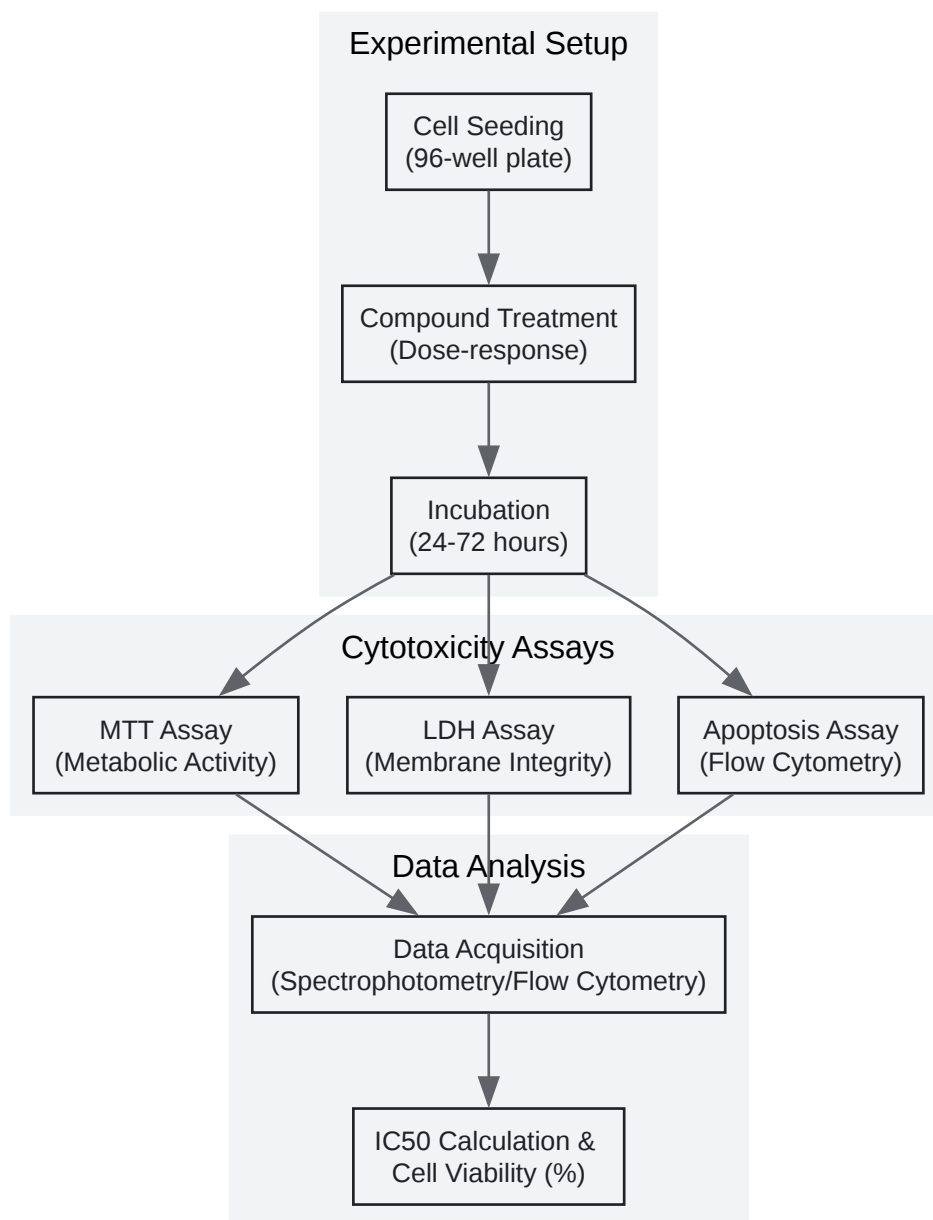 Experimental Setup
Cell Seeding
(96-well plate)
Compound Treatment
(Dose-response)
Incubation
(24-72 hours)
Cytotoxicity Assays
MTT Assay
(Metabolic Activity)
LDH Assay
(Membrane Integrity)
Apoptosis Assay
(Flow Cytometry)
Data Analysis
Data Acquisition
(Spectrophotometry/Flow Cytometry)
IC50 Calculation &
Cell Viability (%)